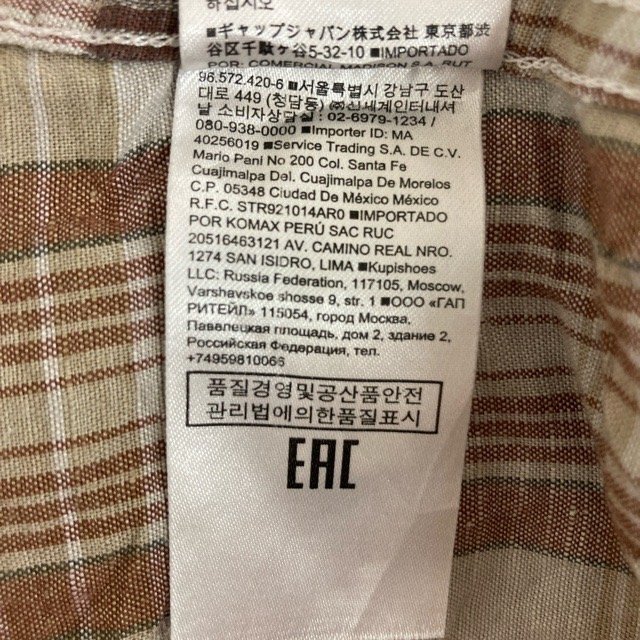 하십시오
■ギャップジャパン株式会社 東京都渋
谷区千駄ヶ谷5-32-10 ■IMPORTADO
POR: COMERCIAL S.A. RUT
96.572.420-6 ■서울특별시 강남구 도산
대로 449 (청담동) ㈜신세계인터내셔
날 소비자상담실 : 02-6979-1234 /
080-938-0000 ■Importer ID: MA
40256019 ■Service Trading S.A. DE C.V.
Mario Pani No 200 Col. Santa Fe
Cuajimalpa Del. Cuajimalpa De Morelos
C.P. 05348 Ciudad De México México
R.F.C. STR921014AR0 ■IMPORTADO
POR KOMAX PERÚ SAC RUC
20516463121 AV. CAMINO REAL NRO.
1274 SAN ISIDRO, LIMA ■Kupishoes
LLC: Russia Federation, 117105, Moscow,
Varshavskoe shosse 9, str. 1 ■ООО «ГАП
РИТЕЙЛ» 115054, город Москва,
Павелецкая площадь, дом 2, здание 2,
Российская Федерация, тел.
+74959810066
품질경영및공산품안전
관리법에의한품질표시
EAC